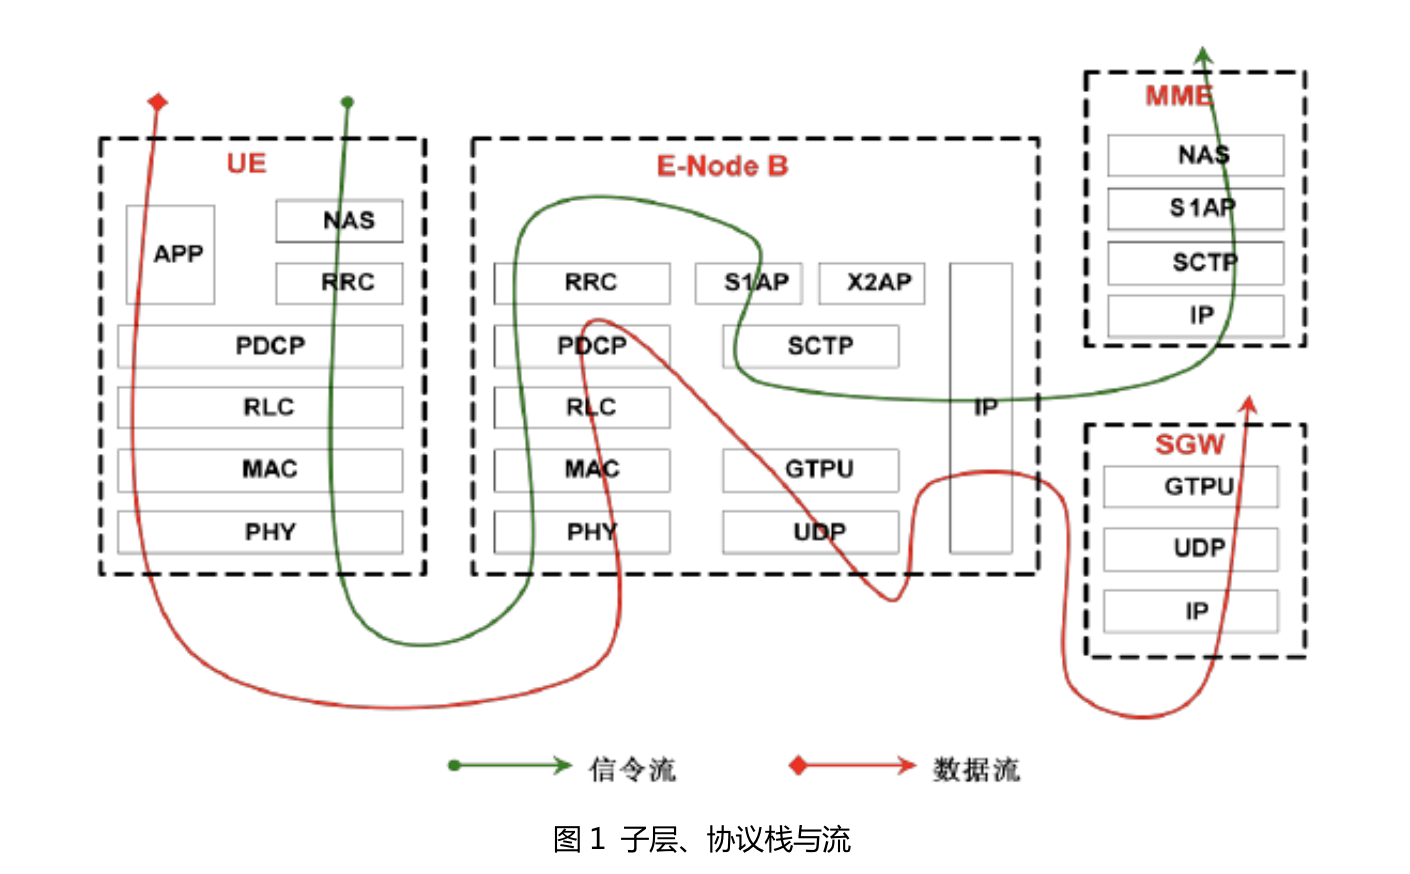 UE
APP
NAS
RRC
PDCP
RLC
MAC
PHY
E-Node B
RRC
S1AP
X2AP
PDCP
SCTP
RLC
IP
MAC
GTPU
PHY
UDP
MME
NAS
S1AP
SCTP
IP
SGW
GTPU
UDP
IP
信令流
数据流
图 1 子层、协议栈与流